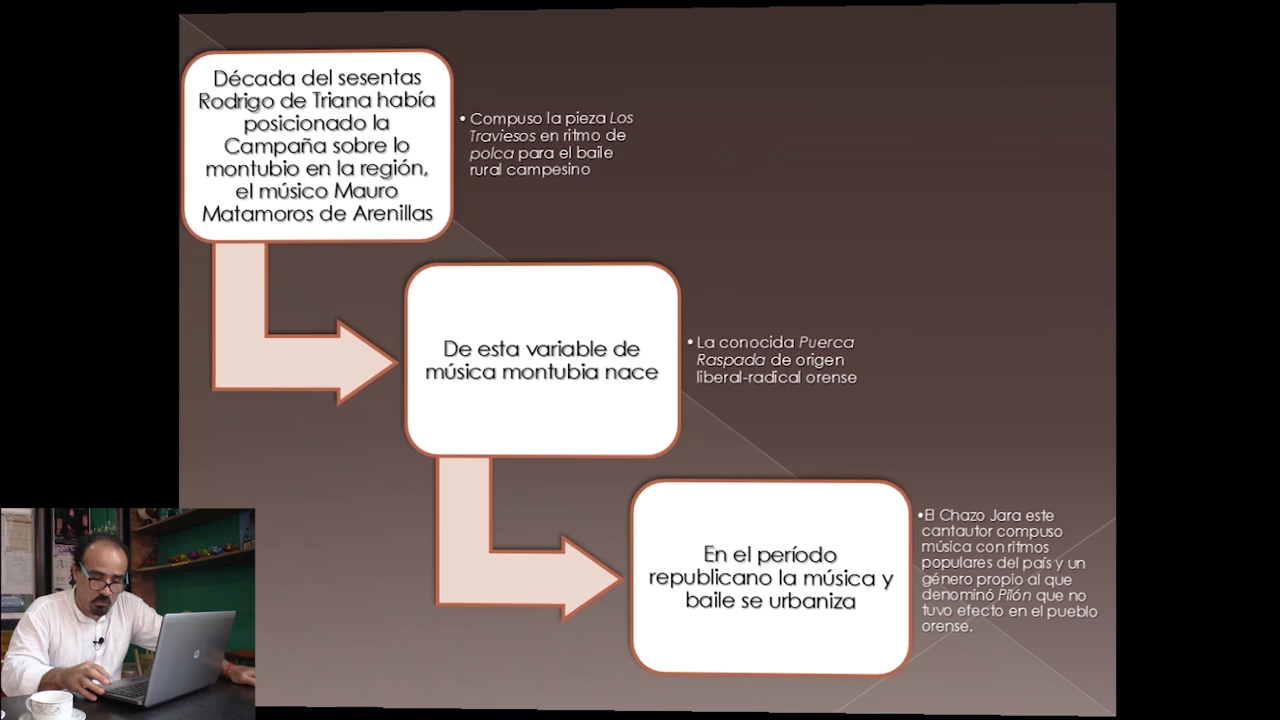 Década del sesentas
Rodrigo de Triana había
posicionado la
Campaña sobre lo
montubio en la región,
el músico Mauro
Matamoros de Arenillas
• Compuso la pieza Los
Traviesos en ritmo de
polca para el baile
rural campesino
De esta variable de
música montubia nace
• La conocida Puerca
Raspada de origen
liberal-radical orense
En el período
republicano la música y
baile se urbaniza
•El Chazo Jara este
cantautor compuso
música con ritmos
populares del país y un
género propio al que
denominó Pilón que no
tuvo efecto en el pueblo
orense.